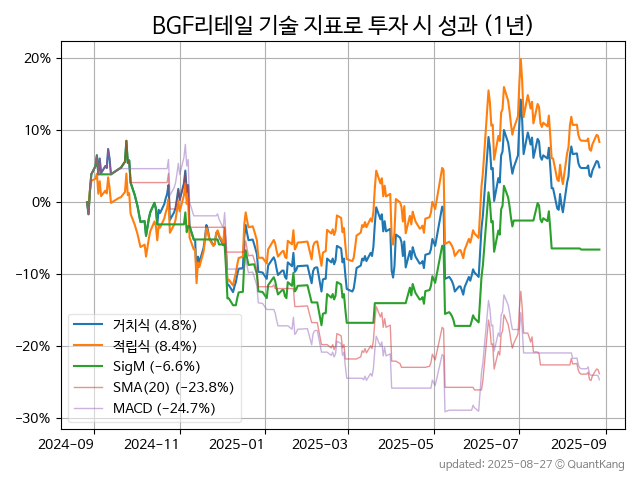 BGF리테일 기술 지표로 투자 시 성과 (1년)
20%
10%
0%
−10%
−20%
−30%
거치식 (4.8%)
적립식 (8.4%)
SigM (−6.6%)
SMA(20) (−23.8%)
MACD (−24.7%)
2024-09
2024-11
2025-01
2025-03
2025-05
2025-07
2025-09
updated: 2025-08-27 © QuantKang